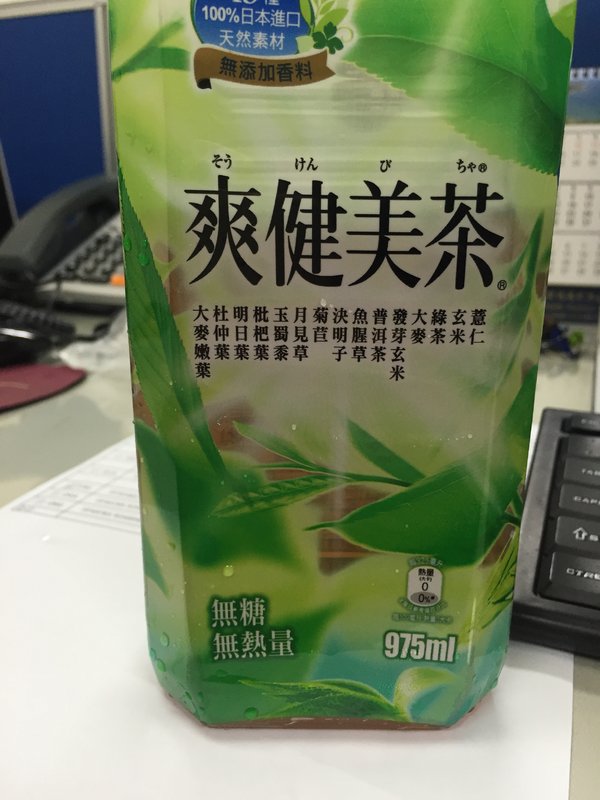 100%日本進口
天然素材
無添加香料
そう けん び ちゃ®
爽健美茶®
薏仁
玄米
綠茶
大麥
發芽玄米
普洱茶
魚腥草
決明子
菊苣
月見草
玉蜀黍
枇杷葉
明日葉
杜仲葉
大麥嫩葉
熱量
0
0%
無糖
無熱量
975ml